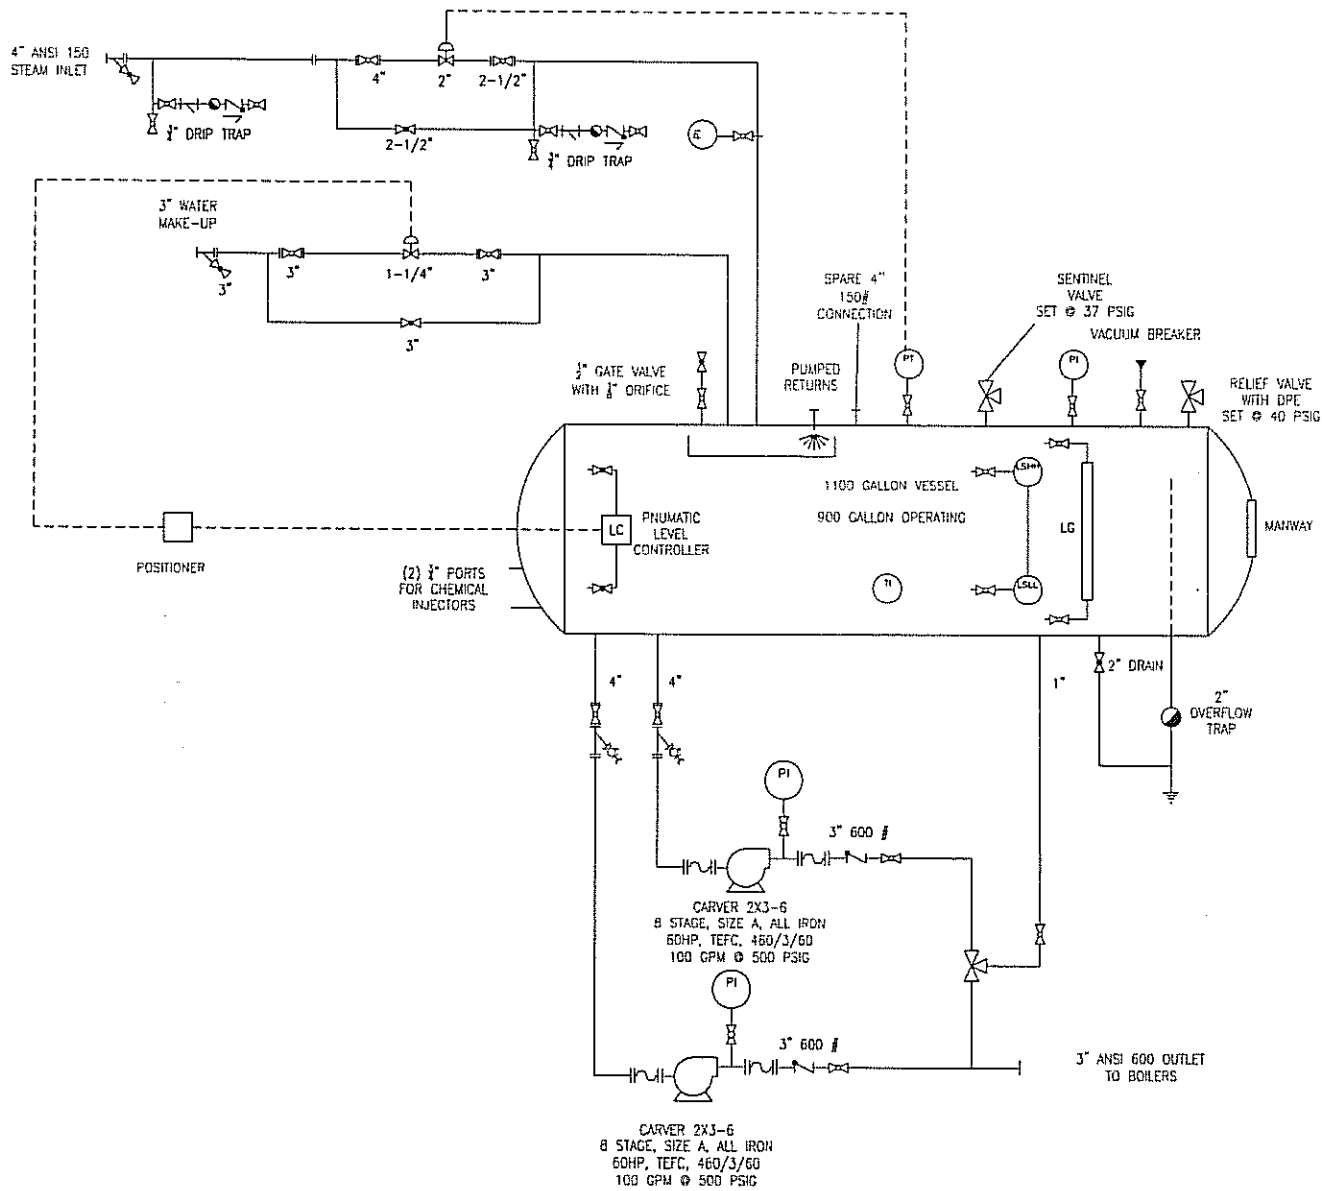 4" ANSI 150
STEAM INLET
4"
2"
2-1/2"
3/4" DRIP TRAP
2-1/2"
3/4" DRIP TRAP
3" WATER
MAKE-UP
3"
3"
1-1/4"
3"
3"
SPARE 4"
150#
CONNECTION
SENTINEL
VALVE
SET @ 37 PSIG
VACUUM BREAKER
PT
PI
1/2" GATE VALVE
WITH 1/8" ORIFICE
PUMPED
RETURNS
RELIEF VALVE
WITH DPE
SET @ 40 PSIG
LSHH
1100 GALLON VESSEL
900 GALLON OPERATING
LC
PNUMATIC
LEVEL
CONTROLLER
LG
MANWAY
POSITIONER
(2) 3/4" PORTS
FOR CHEMICAL
INJECTORS
TI
LSLL
4"
4"
1"
2" DRAIN
2"
OVERFLOW
TRAP
PI
3" 600 #
CARVER 2X3-6
8 STAGE, SIZE A, ALL IRON
60HP, TEFC, 460/3/60
100 GPM @ 500 PSIG
PI
3" 600 #
3" ANSI 600 OUTLET
TO BOILERS
CARVER 2X3-6
8 STAGE, SIZE A, ALL IRON
60HP, TEFC, 460/3/60
100 GPM @ 500 PSIG